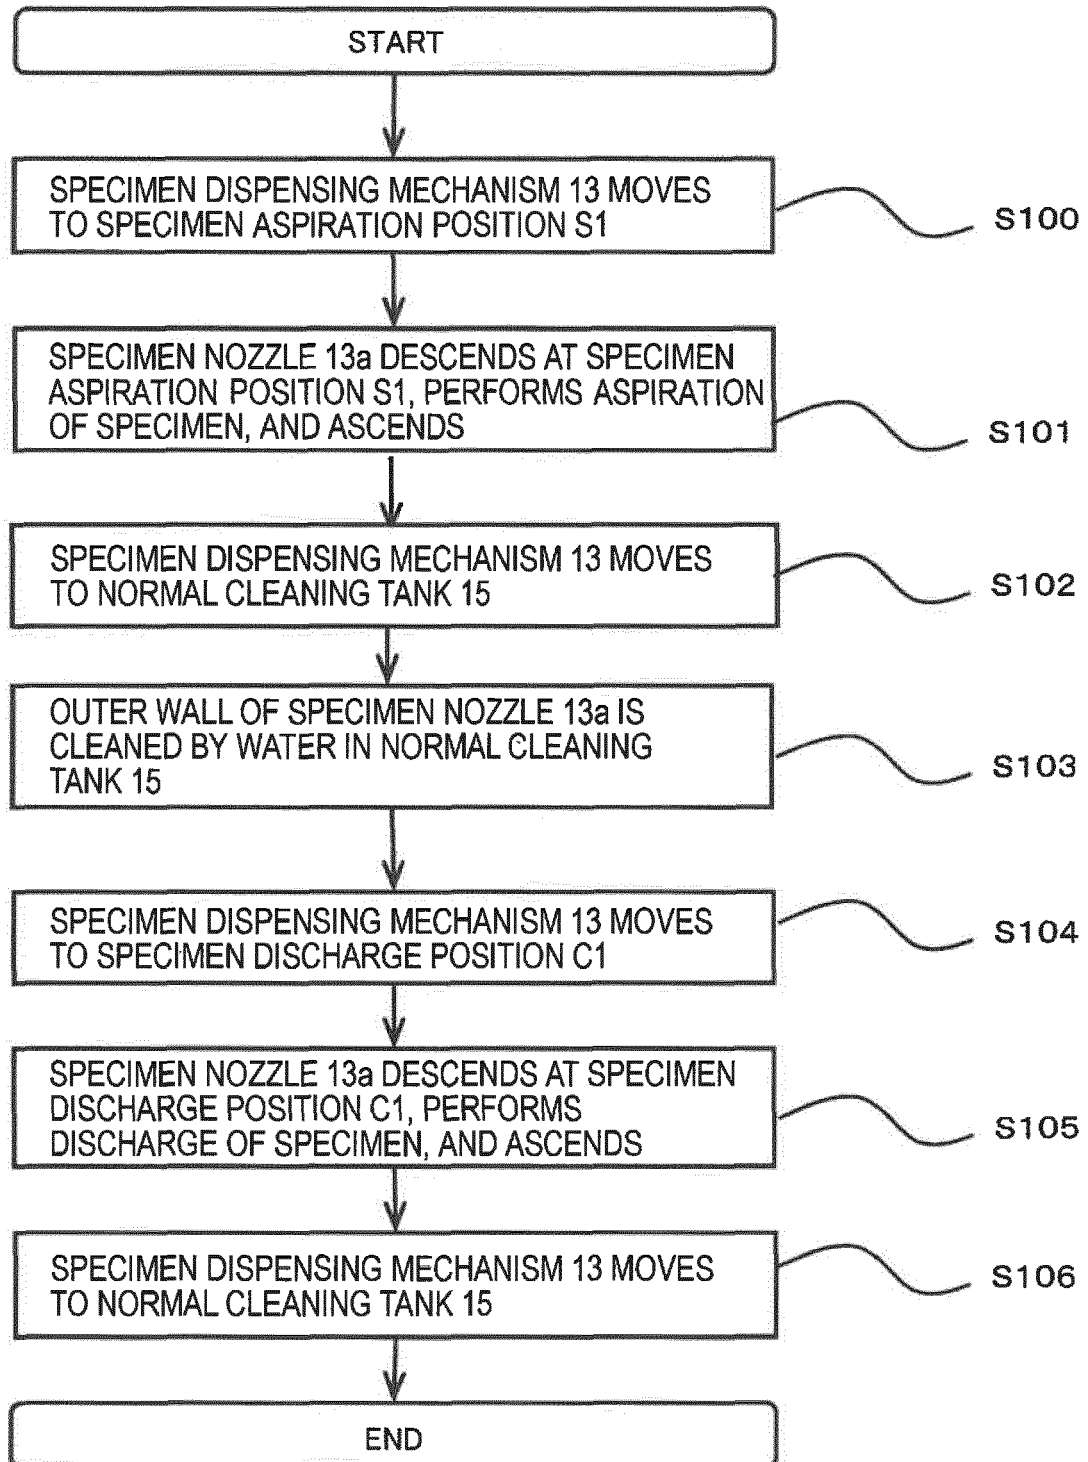 START
SPECIMEN DISPENSING MECHANISM 13 MOVES
TO SPECIMEN ASPIRATION POSITION S1
S100
SPECIMEN NOZZLE 13a DESCENDS AT SPECIMEN
ASPIRATION POSITION S1, PERFORMS ASPIRATION
OF SPECIMEN, AND ASCENDS
S101
SPECIMEN DISPENSING MECHANISM 13 MOVES
TO NORMAL CLEANING TANK 15
S102
OUTER WALL OF SPECIMEN NOZZLE 13a IS
CLEANED BY WATER IN NORMAL CLEANING
TANK 15
S103
SPECIMEN DISPENSING MECHANISM 13 MOVES
TO SPECIMEN DISCHARGE POSITION C1
S104
SPECIMEN NOZZLE 13a DESCENDS AT SPECIMEN
DISCHARGE POSITION C1, PERFORMS
DISCHARGE OF SPECIMEN, AND ASCENDS
S105
SPECIMEN DISPENSING MECHANISM 13 MOVES
TO NORMAL CLEANING TANK 15
S106
END